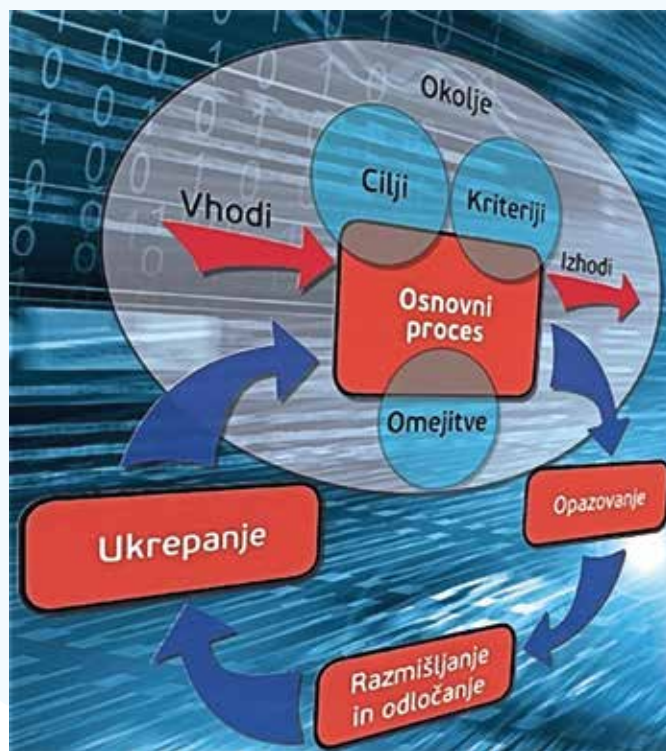 Okolje
Cilji
Kriteriji
Vhodi
Izhodi
Osnovni
proces
Omejitve
Opazovanje
Ukrepanje
Razmišljanje
in odločanje